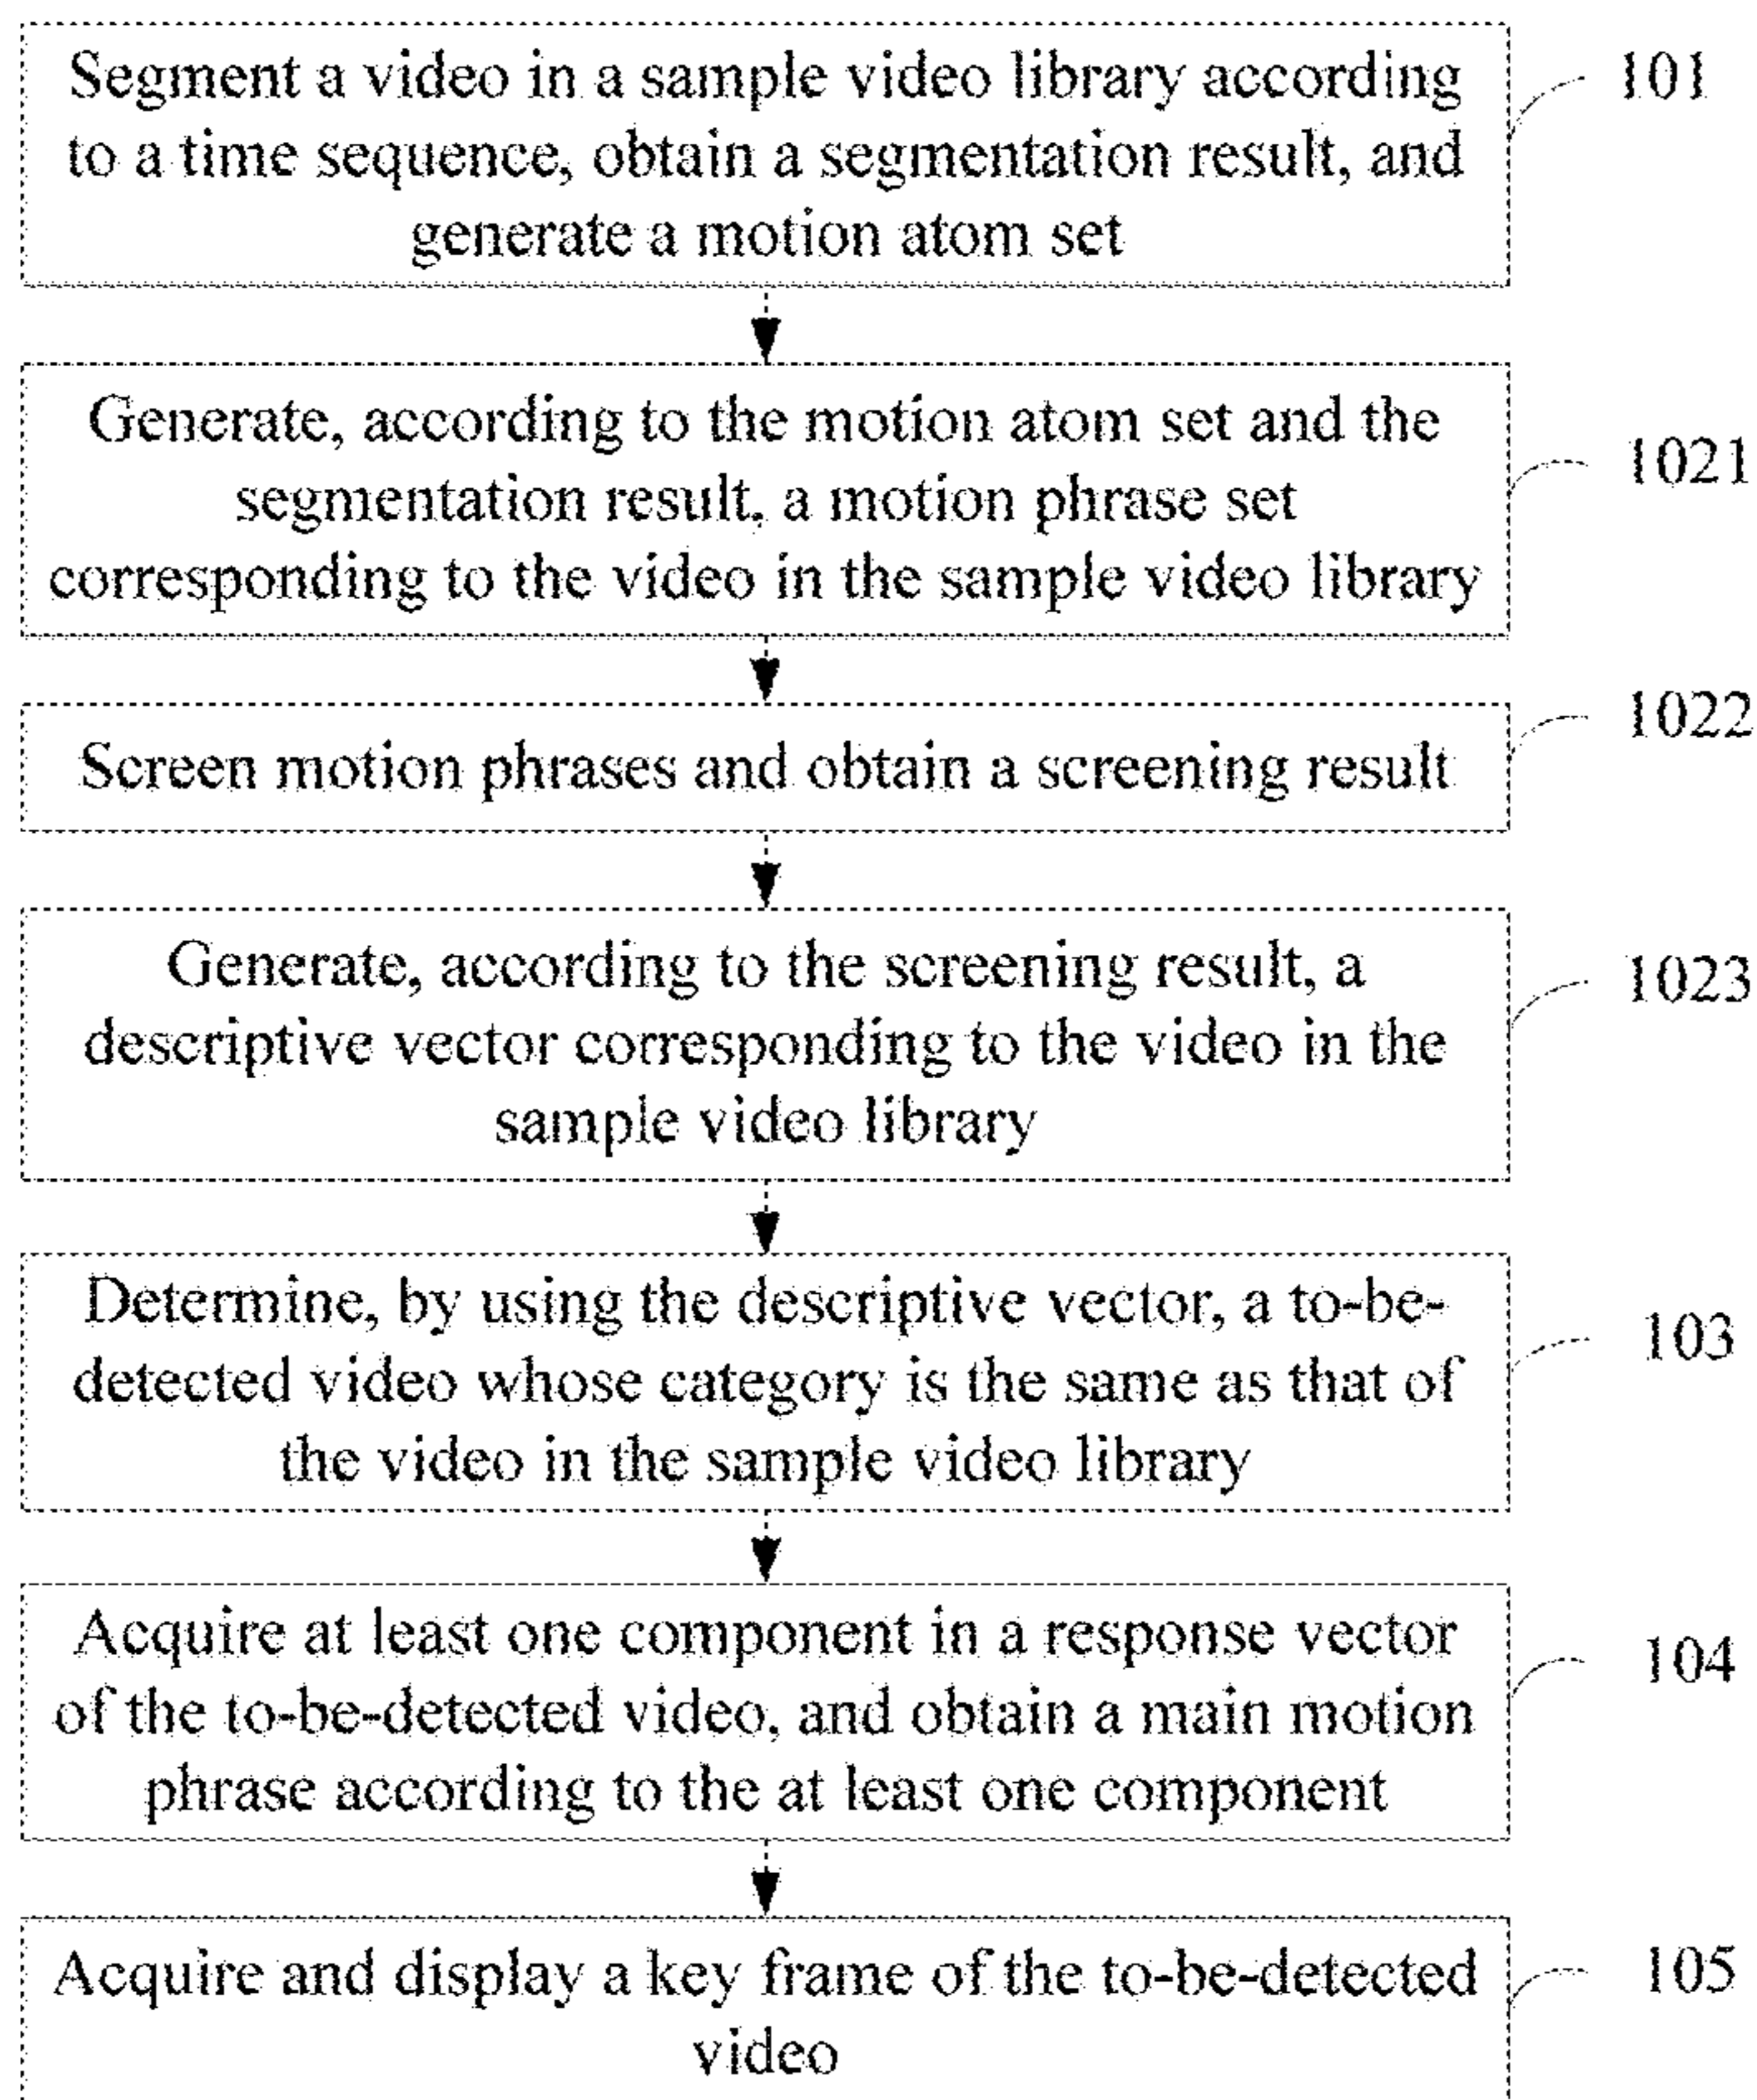 Segment a video in a sample video library according
to a time sequence, obtain a segmentation result, and
generate a motion atom set
101
Generate, according to the motion atom set and the
segmentation result, a motion phrase set
corresponding to the video in the sample video library
1021
Screen motion phrases and obtain a screening result
1022
Generate, according to the screening result, a
descriptive vector corresponding to the video in the
sample video library
1023
Determine, by using the descriptive vector, a to-be-
detected video whose category is the same as that of
the video in the sample video library
103
Acquire at least one component in a response vector
of the to-be-detected video, and obtain a main motion
phrase according to the at least one component
104
Acquire and display a key frame of the to-be-detected
video
105